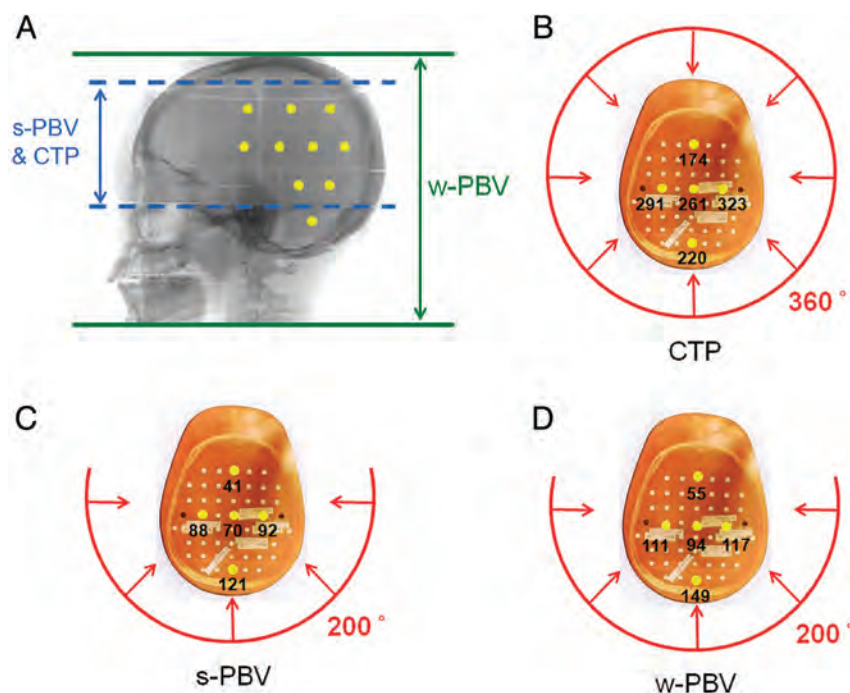 A
s-PBV
& CTP
w-PBV
B
174
291 261 323
220
360°
CTP
C
41
88 70 92
121
200°
s-PBV
D
55
111 94 117
149
200°
w-PBV